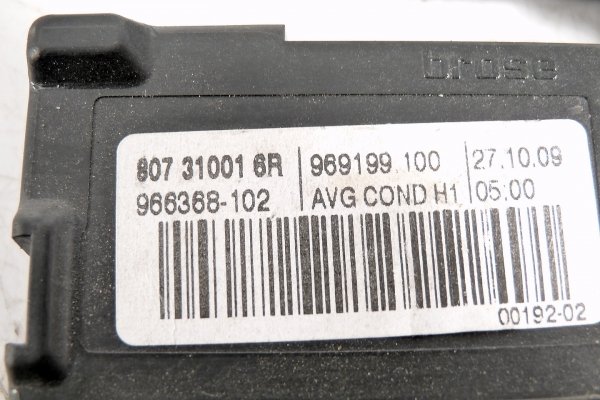 brose
807 31001 6R 969199.100 27.10.09
966368-102 AVG COND H1 05:00
00192-02